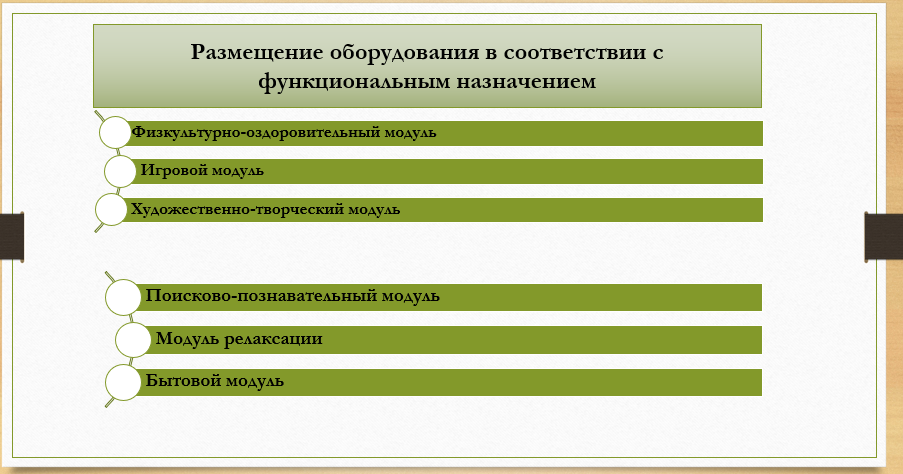 Размещение оборудования в соответствии с
функциональным назначением
Физкультурно-оздоровительный модуль
Игровой модуль
Художественно-творческий модуль
Поисково-познавательный модуль
Модуль релаксации
Бытовой модуль